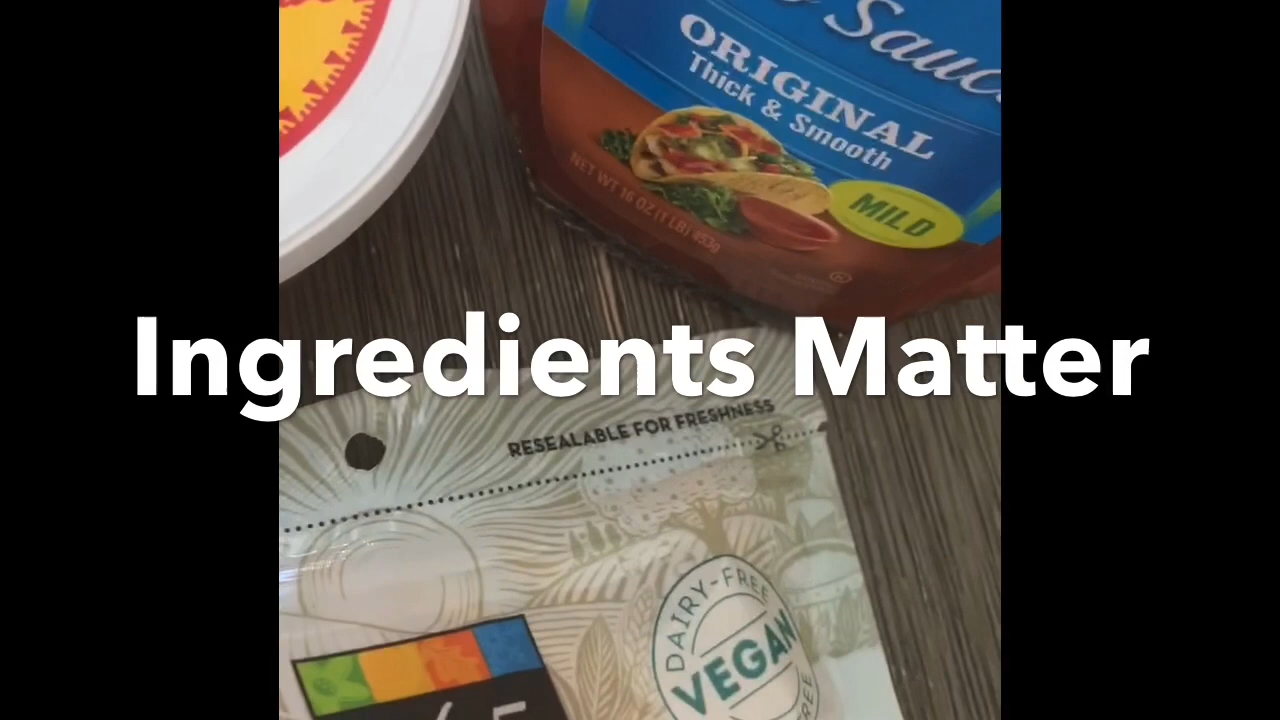 Sauc
ORIGINAL
Thick & Smooth
MILD
NET WT 16 OZ (1 LB) 453g
Ingredients Matter
RESEALABLE FOR FRESHNESS
DAIRY-FREE
VEGAN